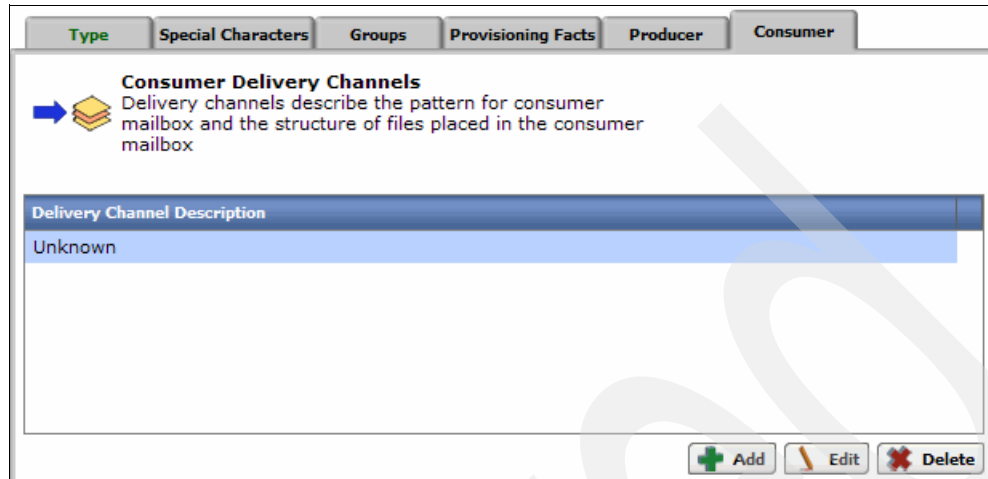 Type Special Characters Groups Provisioning Facts Producer Consumer
Consumer Delivery Channels
Delivery channels describe the pattern for consumer
mailbox and the structure of files placed in the consumer
mailbox
Delivery Channel Description
Unknown
Add Edit Delete